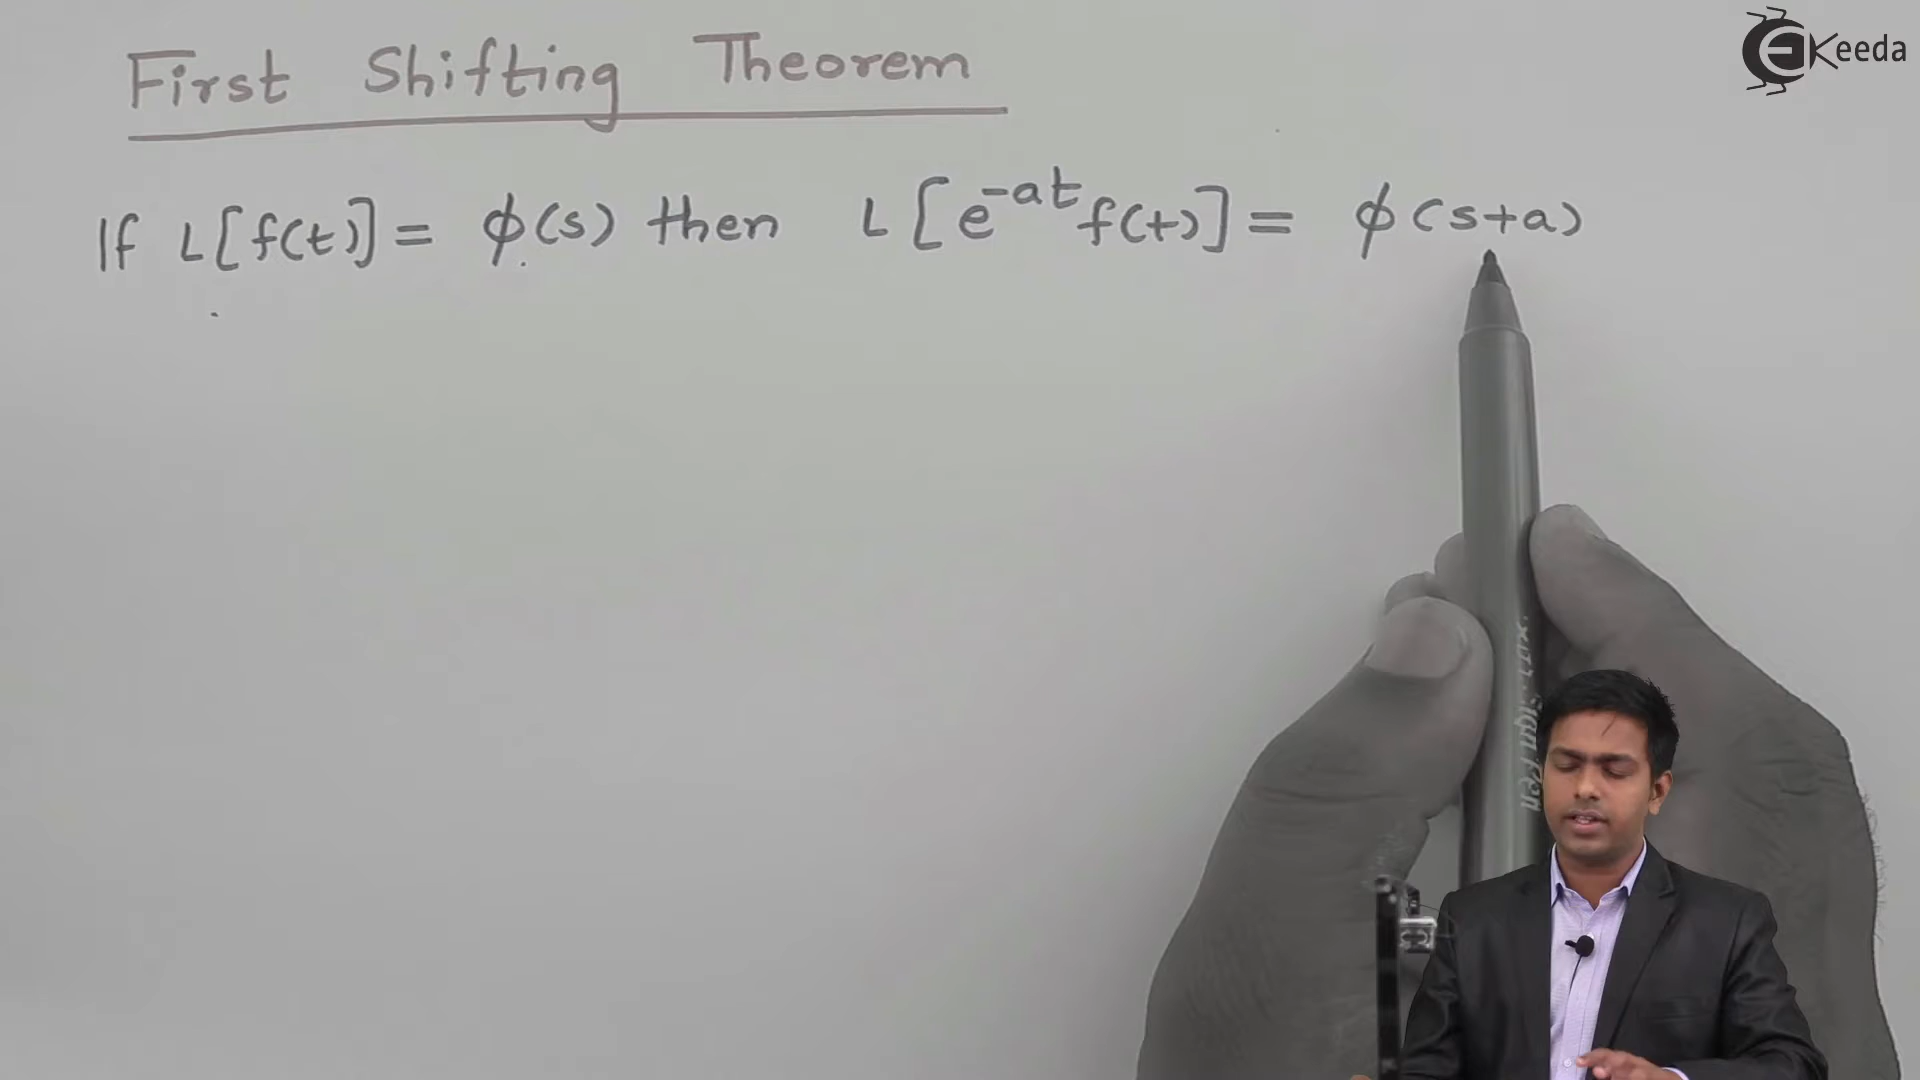 First Shifting Theorem
EKeeda
If L[f(t)] = ϕ(s) then L[e^{-at} f(t)] = ϕ(s+a)